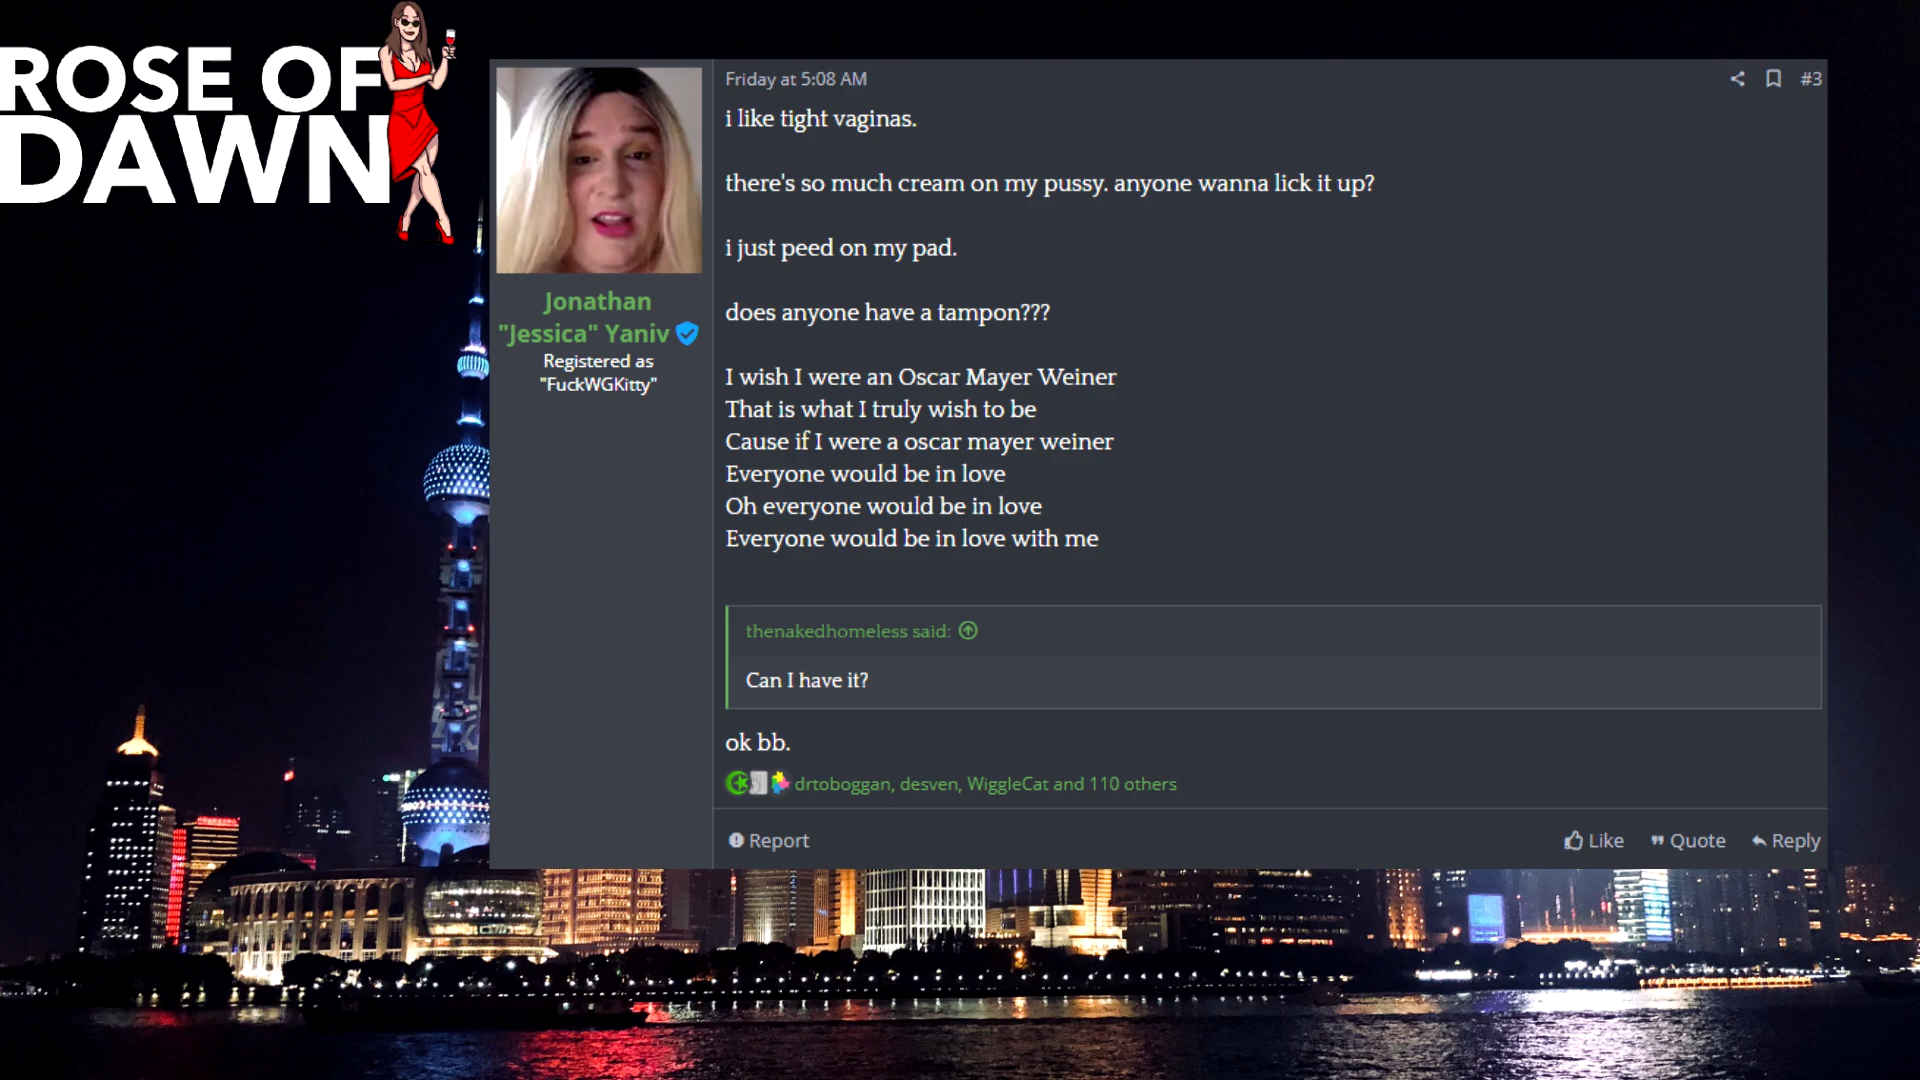 ROSE OF
DAWN
Friday at 5:08 AM
#3
i like tight vaginas.
there's so much cream on my pussy. anyone wanna lick it up?
i just peed on my pad.
does anyone have a tampon???
Jonathan
"Jessica" Yaniv
Registered as
"FuckWGKitty"
I wish I were an Oscar Mayer Weiner
That is what I truly wish to be
Cause if I were a oscar mayer weiner
Everyone would be in love
Oh everyone would be in love
Everyone would be in love with me
thenakedhomeless said:
Can I have it?
ok bb.
drtoboggan, desven, WiggleCat and 110 others
Report
Like
Quote
Reply